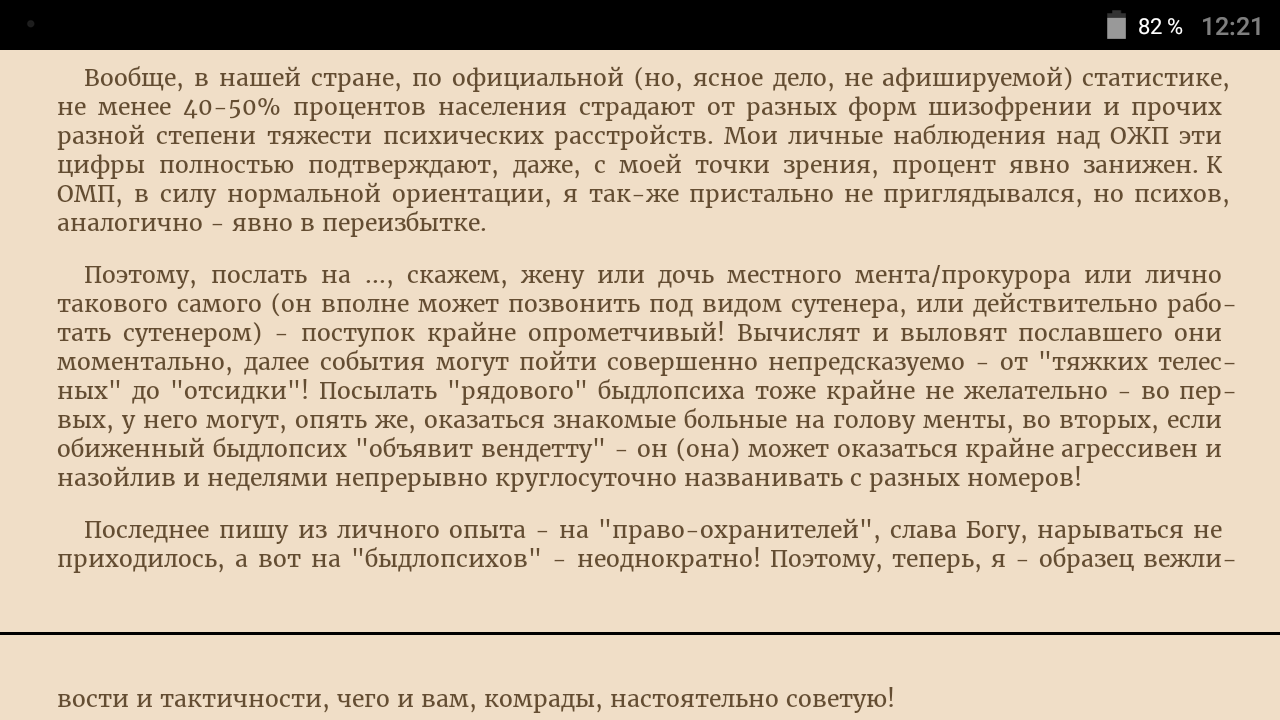 82 % 12:21
Вообще, в нашей стране, по официальной (но, ясное дело, не афишируемой) статистике,
не менее 40-50% процентов населения страдают от разных форм шизофрении и прочих
разной степени тяжести психических расстройств. Мои личные наблюдения над ОЖП эти
цифры полностью подтверждают, даже, с моей точки зрения, процент явно занижен. К
ОМП, в силу нормальной ориентации, я так-же пристально не приглядывался, но психов,
аналогично - явно в переизбытке.
Поэтому, послать на ..., скажем, жену или дочь местного мента/прокурора или лично
такового самого (он вполне может позвонить под видом сутенера, или действительно рабо-
тать сутенером) - поступок крайне опрометчивый! Вычислят и выловят пославшего они
моментально, далее события могут пойти совершенно непредсказуемо - от "тяжких телес-
ных" до "отсидки"! Посылать "рядового" быдлопсиха тоже крайне не желательно - во пер-
вых, у него могут, опять же, оказаться знакомые больные на голову менты, во вторых, если
обиженный быдлопсих "объявит вендетту" - он (она) может оказаться крайне агрессивен и
назойлив и неделями непрерывно круглосуточно названивать с разных номеров!
Последнее пишу из личного опыта - на "право-охранителей", слава Богу, нарываться не
приходилось, а вот на "быдлопсихов" - неоднократно! Поэтому, теперь, я - образец вежли-
вости и тактичности, чего и вам, комрады, настоятельно советую!